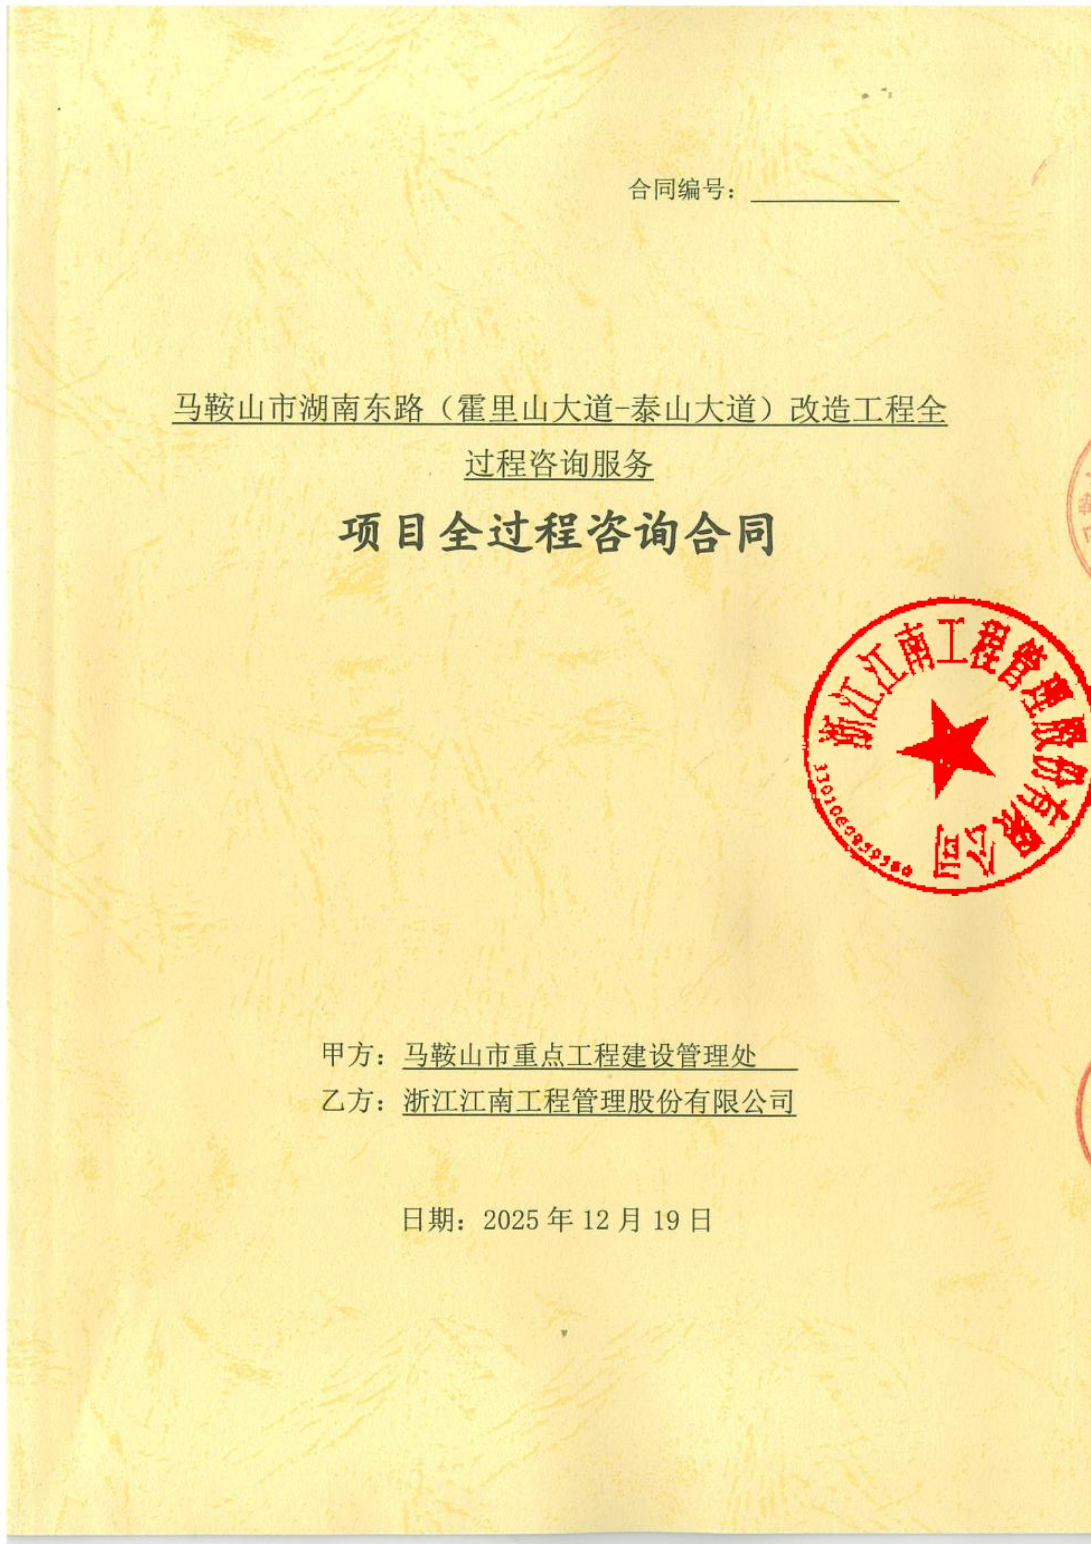 合同编号：
马鞍山市湖南东路（霍里山大道-泰山大道）改造工程全
过程咨询服务
项目全过程咨询合同
浙江江南工程管理股份有限公司
甲方：马鞍山市重点工程建设管理处
乙方：浙江江南工程管理股份有限公司
日期：2025年12月19日